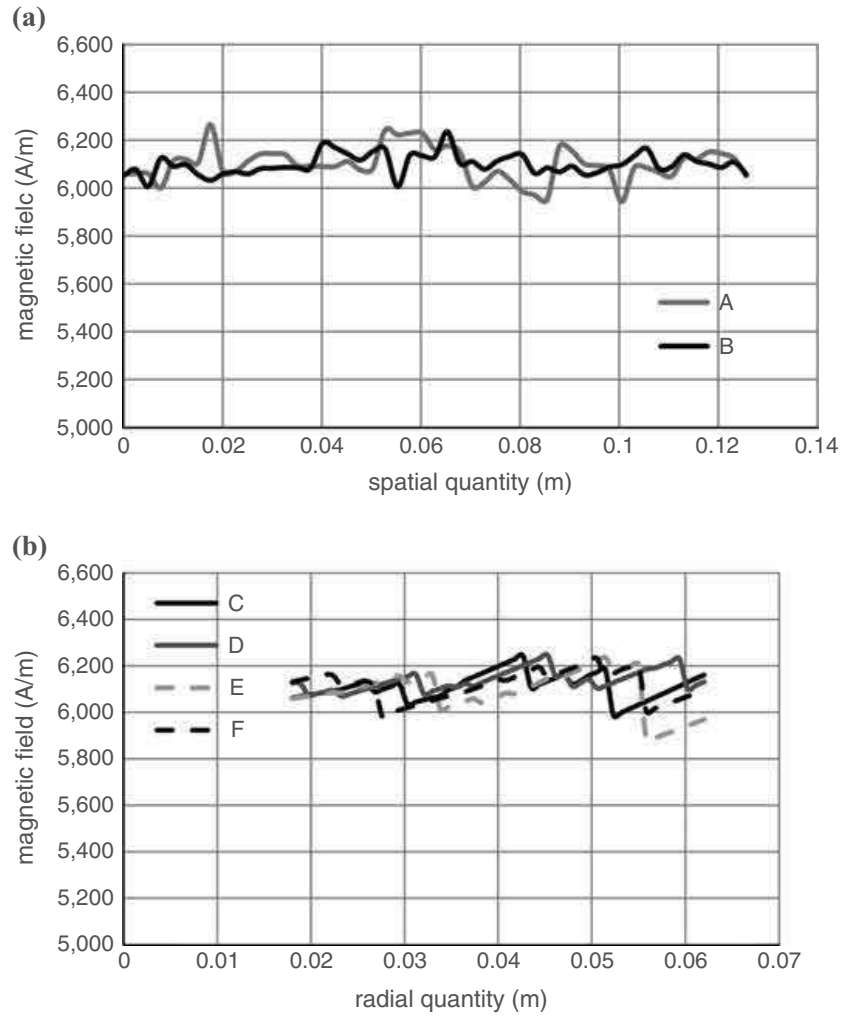 (a)
6,600
6,400
6,200
6,000
5,800
5,600
5,400
5,200
5,000
0 0.02 0.04 0.06 0.08 0.1 0.12 0.14
magnetic fielc (A/m)
spatial quantity (m)
A
B
(b)
6,600
6,400
6,200
6,000
5,800
5,600
5,400
5,200
5,000
0 0.01 0.02 0.03 0.04 0.05 0.06 0.07
magnetic field (A/m)
radial quantity (m)
C
D
E
F